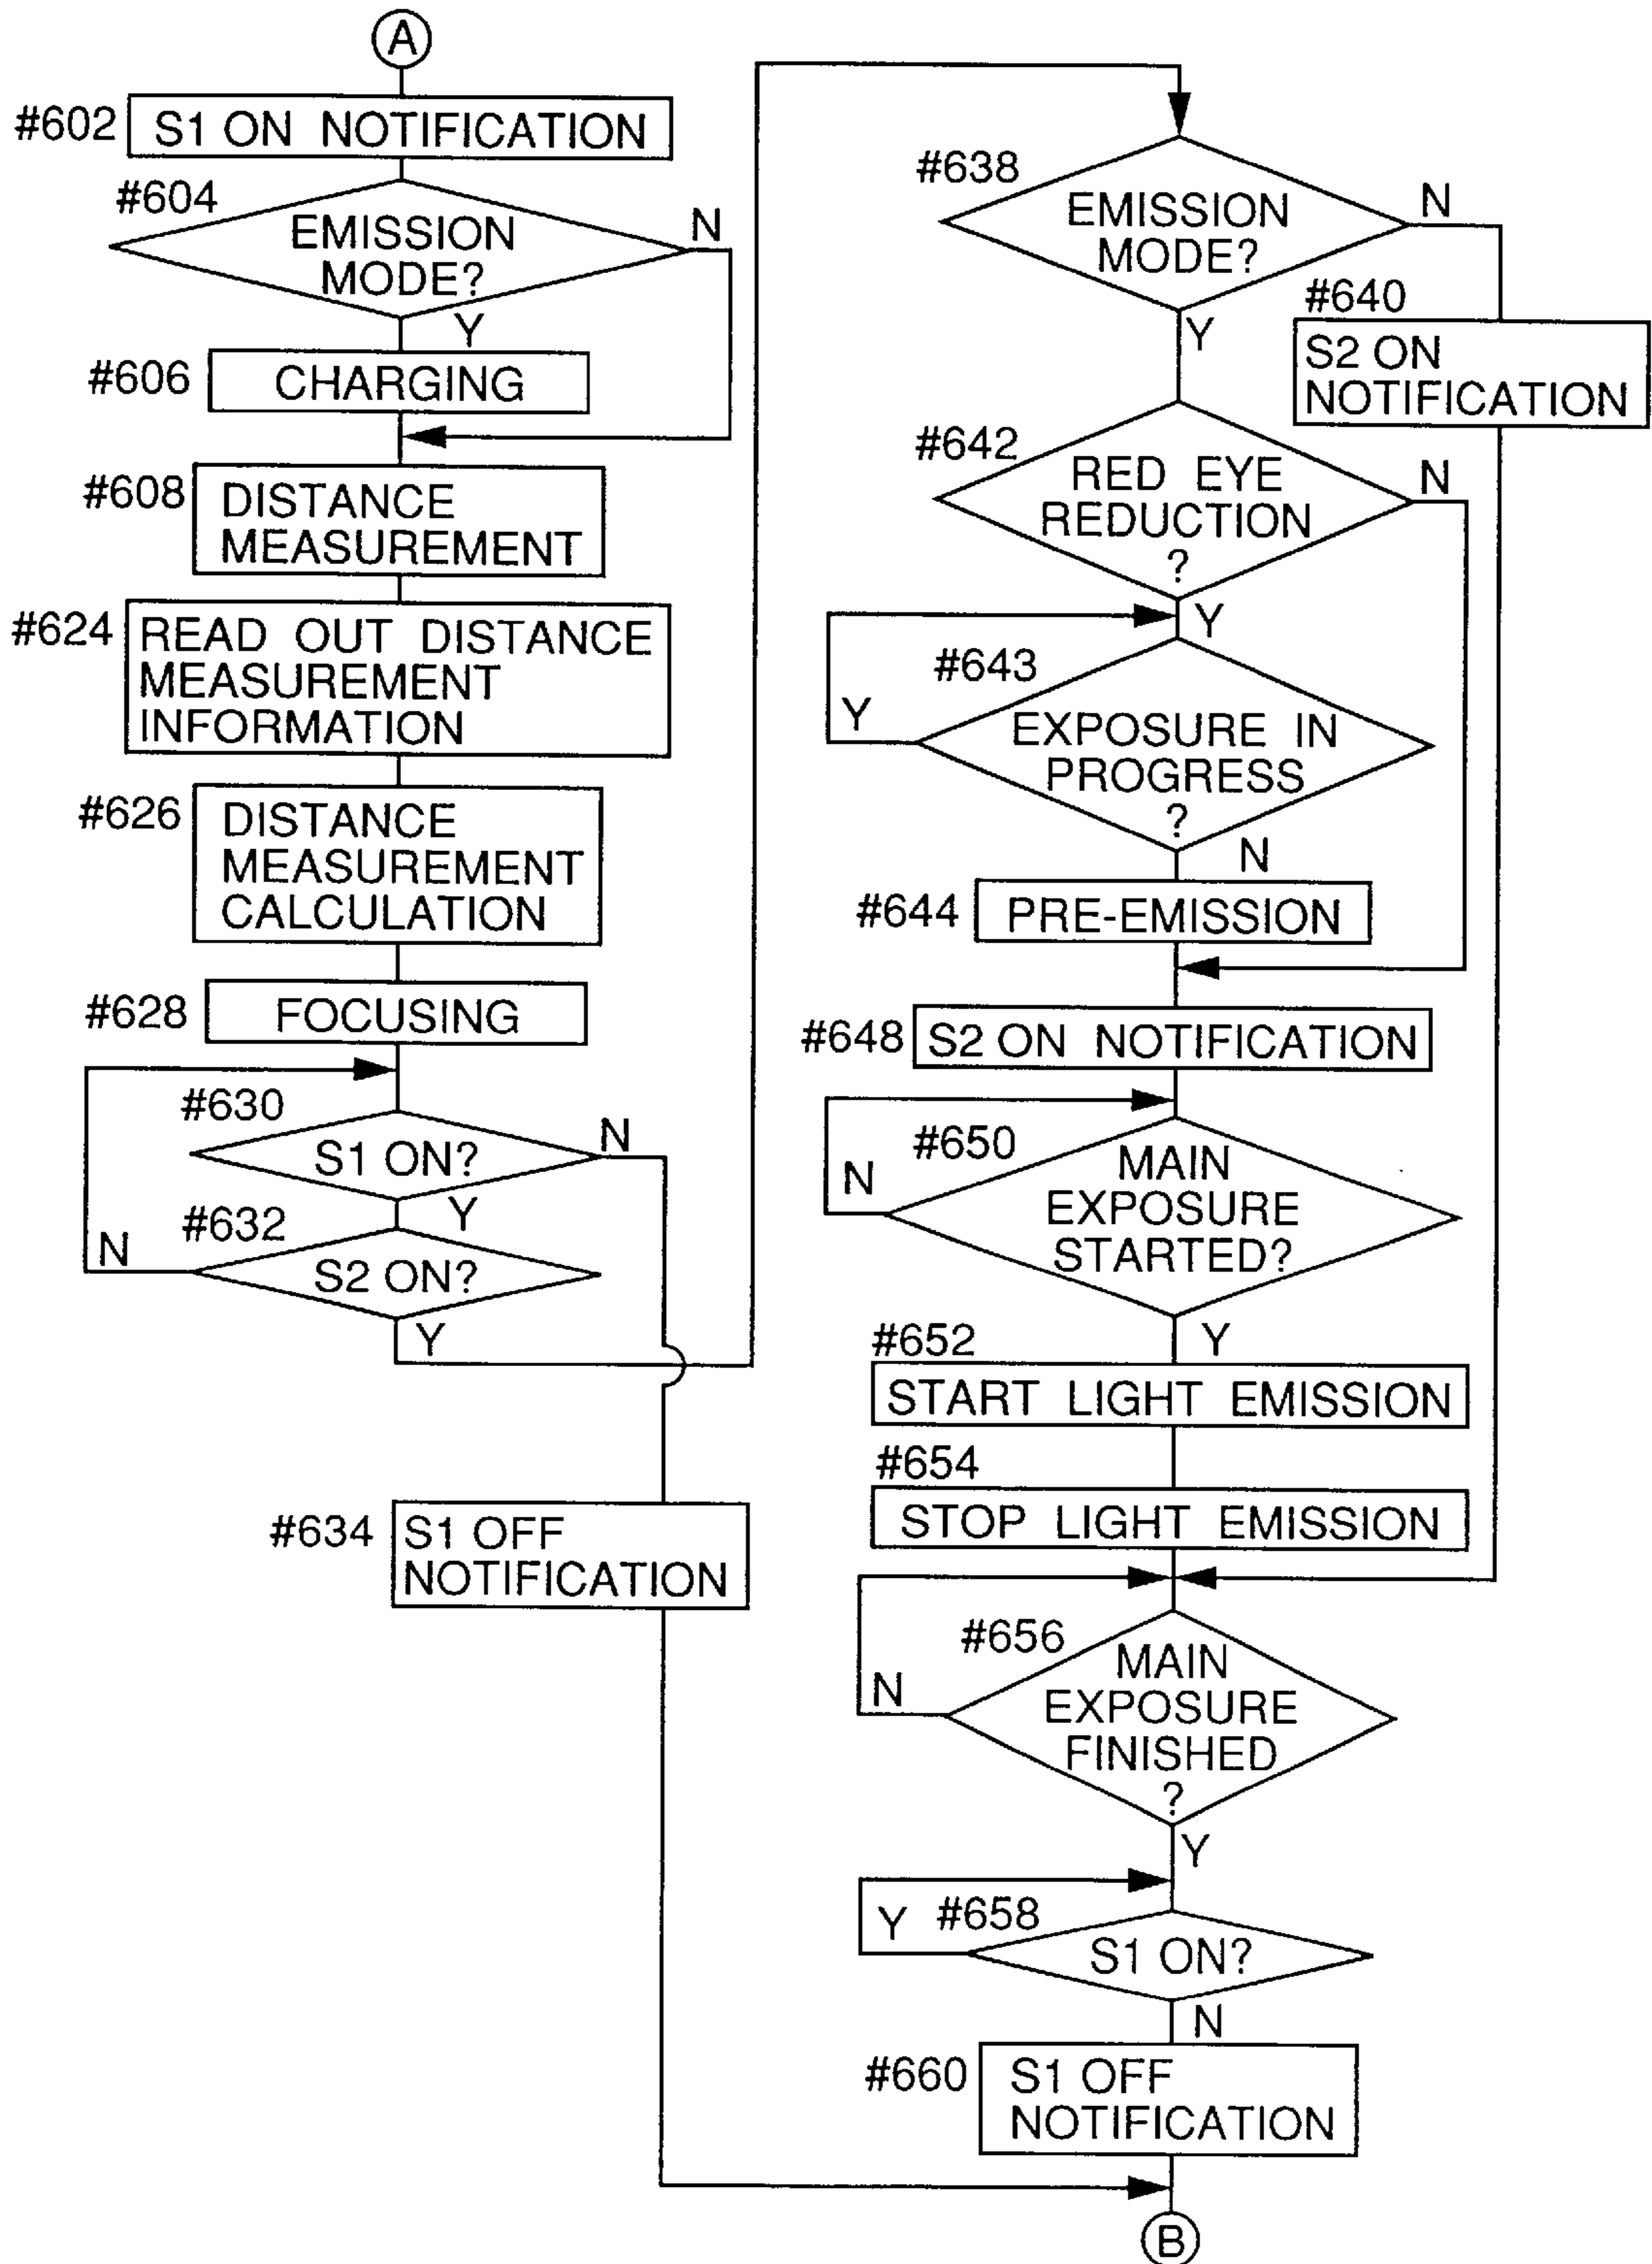 A
#602
S1 ON NOTIFICATION
#604
EMISSION
MODE?
N
Y
#606
CHARGING
#608
DISTANCE
MEASUREMENT
#624
READ OUT DISTANCE
MEASUREMENT
INFORMATION
#626
DISTANCE
MEASUREMENT
CALCULATION
#628
FOCUSING
#630
S1 ON?
N
Y
#632
S2 ON?
N
Y
#634
S1 OFF
NOTIFICATION
#638
EMISSION
MODE?
N
Y
#640
S2 ON
NOTIFICATION
#642
RED EYE
REDUCTION
?
N
Y
#643
EXPOSURE IN
PROGRESS
?
Y
N
#644
PRE-EMISSION
#648
S2 ON NOTIFICATION
#650
MAIN
EXPOSURE
STARTED?
N
Y
#652
START LIGHT EMISSION
#654
STOP LIGHT EMISSION
#656
MAIN
EXPOSURE
FINISHED
?
N
Y
#658
S1 ON?
Y
N
#660
S1 OFF
NOTIFICATION
B